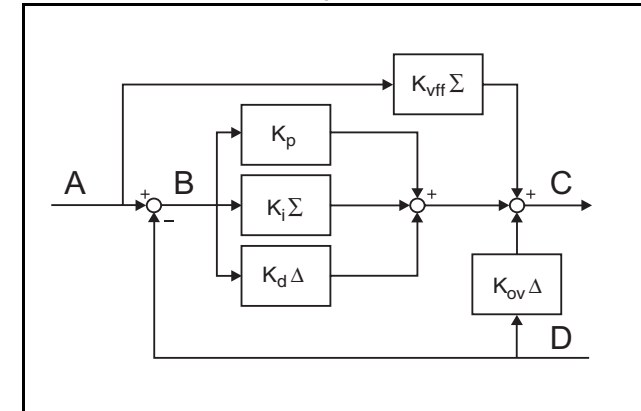 K_vff Σ
K_p
A
+
B
K_i Σ
+
+
C
−
K_d Δ
K_ov Δ
D